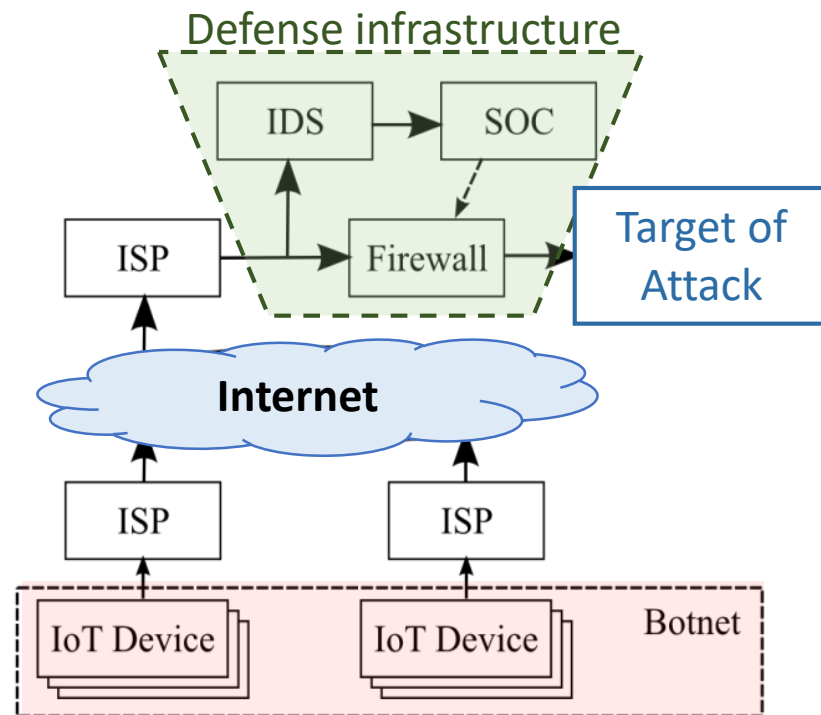 Defense infrastructure
IDS
SOC
ISP
Firewall
Target of
Attack
Internet
ISP
ISP
IoT Device
IoT Device
Botnet